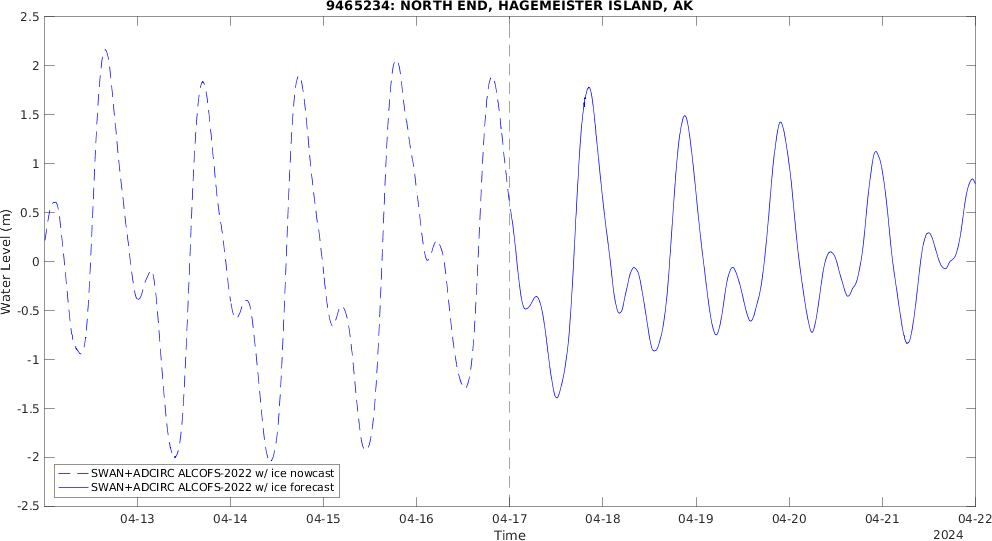 9465234: NORTH END, HAGEMEISTER ISLAND, AK
2.5
2
1.5
1
0.5
0
-0.5
-1
-1.5
-2
-2.5
Water Level (m)
SWAN+ADCIRC ALCOFS-2022 w/ ice nowcast
SWAN+ADCIRC ALCOFS-2022 w/ ice forecast
04-13 04-14 04-15 04-16 04-17 04-18 04-19 04-20 04-21 04-22
Time
2024